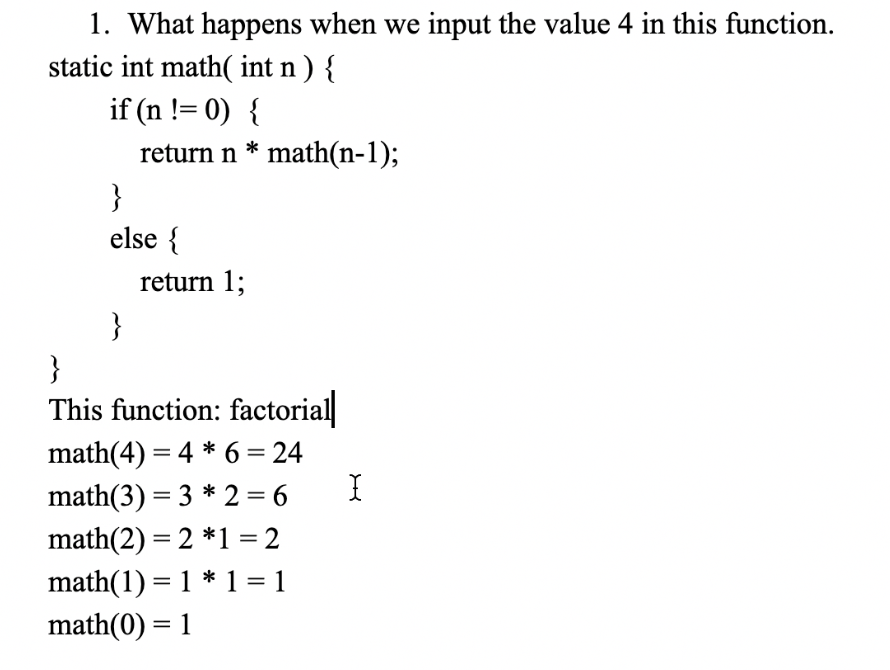 1. What happens when we input the value 4 in this function.
static int math( int n ) {
if (n != 0) {
return n * math(n-1);
}
else {
return 1;
}
}
This function: factorial
math(4) = 4 * 6 = 24
math(3) = 3 * 2 = 6
math(2) = 2 *1 = 2
math(1) = 1 * 1 = 1
math(0) = 1